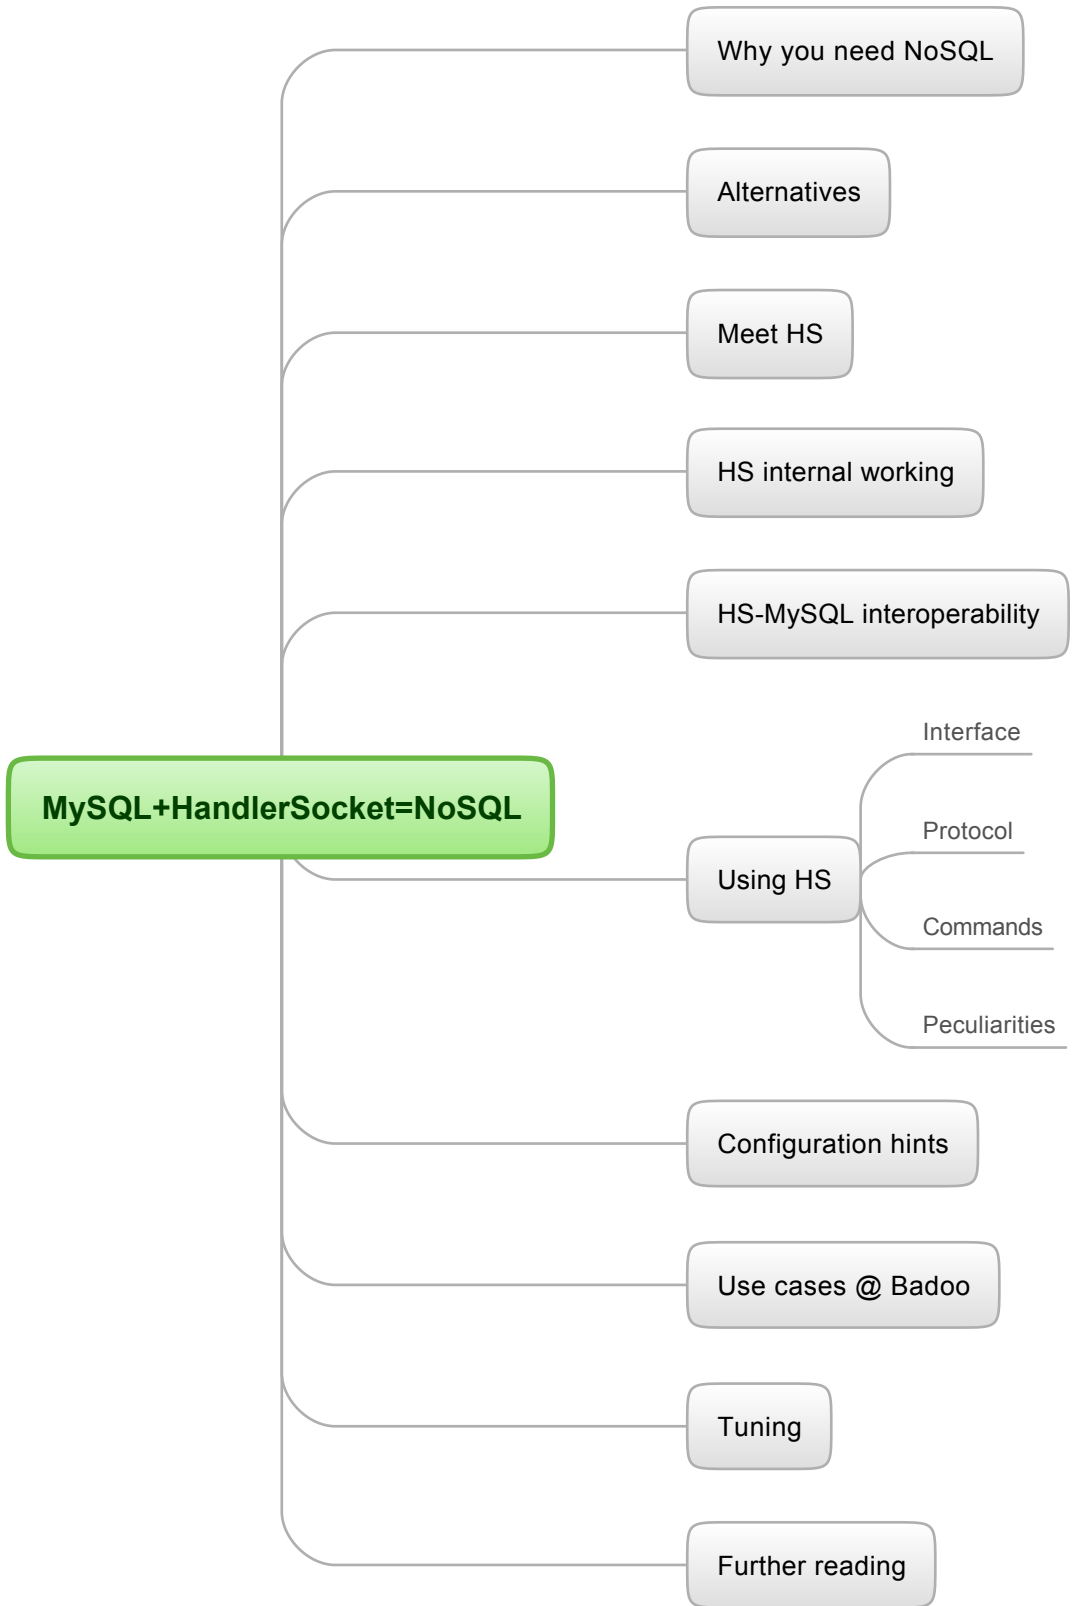 Why you need NoSQL
Alternatives
Meet HS
HS internal working
HS-MySQL interoperability
MySQL+HandlerSocket=NoSQL
Using HS
Interface
Protocol
Commands
Peculiarities
Configuration hints
Use cases @ Badoo
Tuning
Further reading